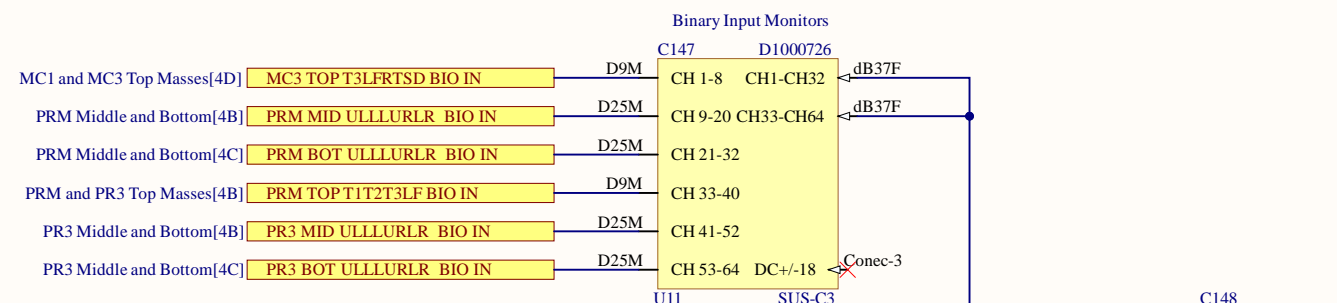 Binary Input Monitors
C147 D1000726
MC1 and MC3 Top Masses[4D] MC3 TOP T3LFRTSD BIO IN D9M CH 1-8 CH1-CH32 dB37F
PRM Middle and Bottom[4B] PRM MID ULLLURLR BIO IN D25M CH 9-20 CH33-CH64 dB37F
PRM Middle and Bottom[4C] PRM BOT ULLLURLR BIO IN D25M CH 21-32
PRM and PR3 Top Masses[4B] PRM TOP T1T2T3LF BIO IN D9M CH 33-40
PR3 Middle and Bottom[4B] PR3 MID ULLLURLR BIO IN D25M CH 41-52
PR3 Middle and Bottom[4C] PR3 BOT ULLLURLR BIO IN D25M CH 53-64 DC+/-18 Conec-3
U11 SUS-C3 C148